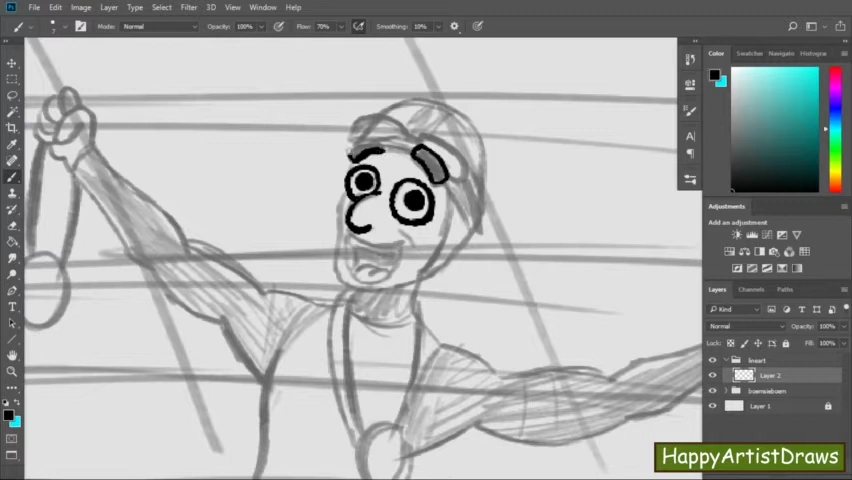 File Edit Image Layer Type Select Filter 3D View Window Help
7 Mode: Normal Opacity: 100% Flow: 70% Smoothing: 10%
Color Swatches Navigato Histogram
Adjustments
Add an adjustment
Layers Channels Paths
Kind
Normal Opacity: 100%
Lock: Fill: 100%
lineart
Layer 2
Layer 1
HappyArtistDraws